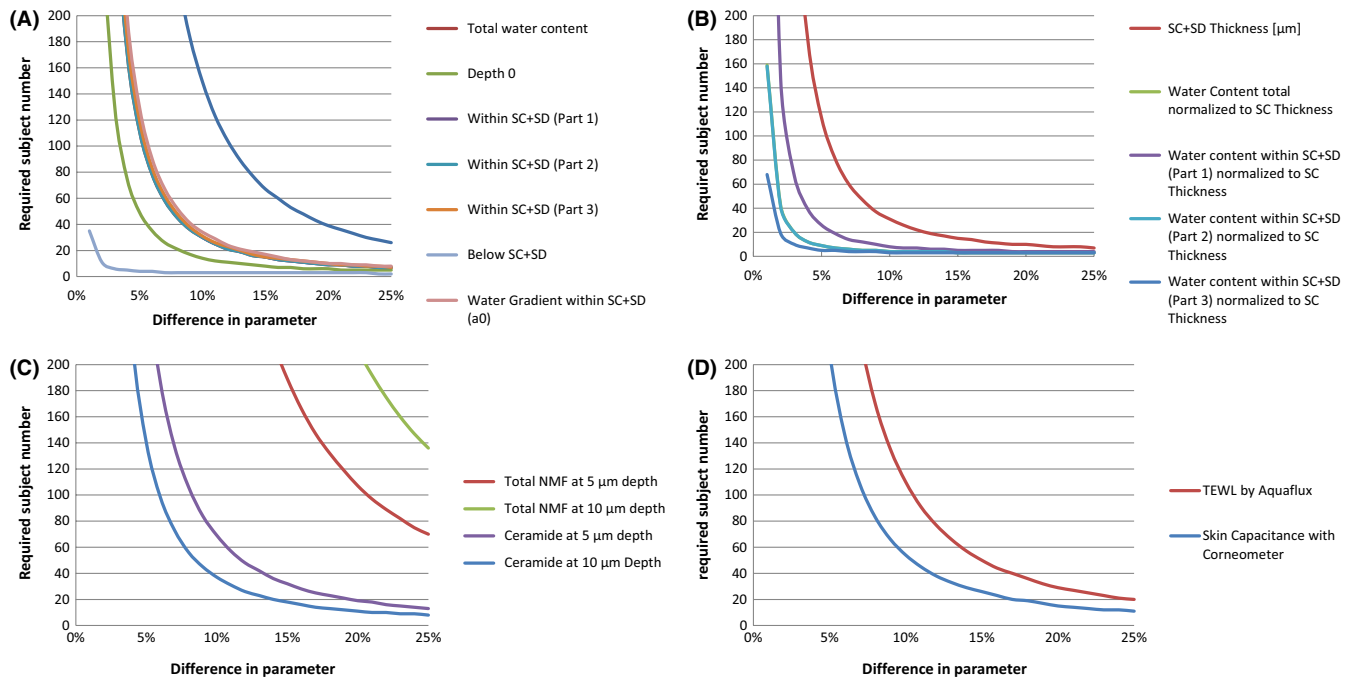 (A)
Required subject number
200
180
160
140
120
100
80
60
40
20
0
0% 5% 10% 15% 20% 25%
Difference in parameter
Total water content
Depth 0
Within SC+SD (Part 1)
Within SC+SD (Part 2)
Within SC+SD (Part 3)
Below SC+SD
Water Gradient within SC+SD
(a0)
(B)
Required subject number
200
180
160
140
120
100
80
60
40
20
0
0% 5% 10% 15% 20% 25%
Difference in parameter
SC+SD Thickness [µm]
Water Content total
normalized to SC Thickness
Water content within SC+SD
(Part 1) normalized to SC
Thickness
Water content within SC+SD
(Part 2) normalized to SC
Thickness
Water content within SC+SD
(Part 3) normalized to SC
Thickness
(C)
Required subject number
200
180
160
140
120
100
80
60
40
20
0
0% 5% 10% 15% 20% 25%
Difference in parameter
Total NMF at 5 µm depth
Total NMF at 10 µm depth
Ceramide at 5 µm depth
Ceramide at 10 µm Depth
(D)
required subject number
200
180
160
140
120
100
80
60
40
20
0
0% 5% 10% 15% 20% 25%
Difference in parameter
TEWL by Aquaflux
Skin Capacitance with
Corneometer